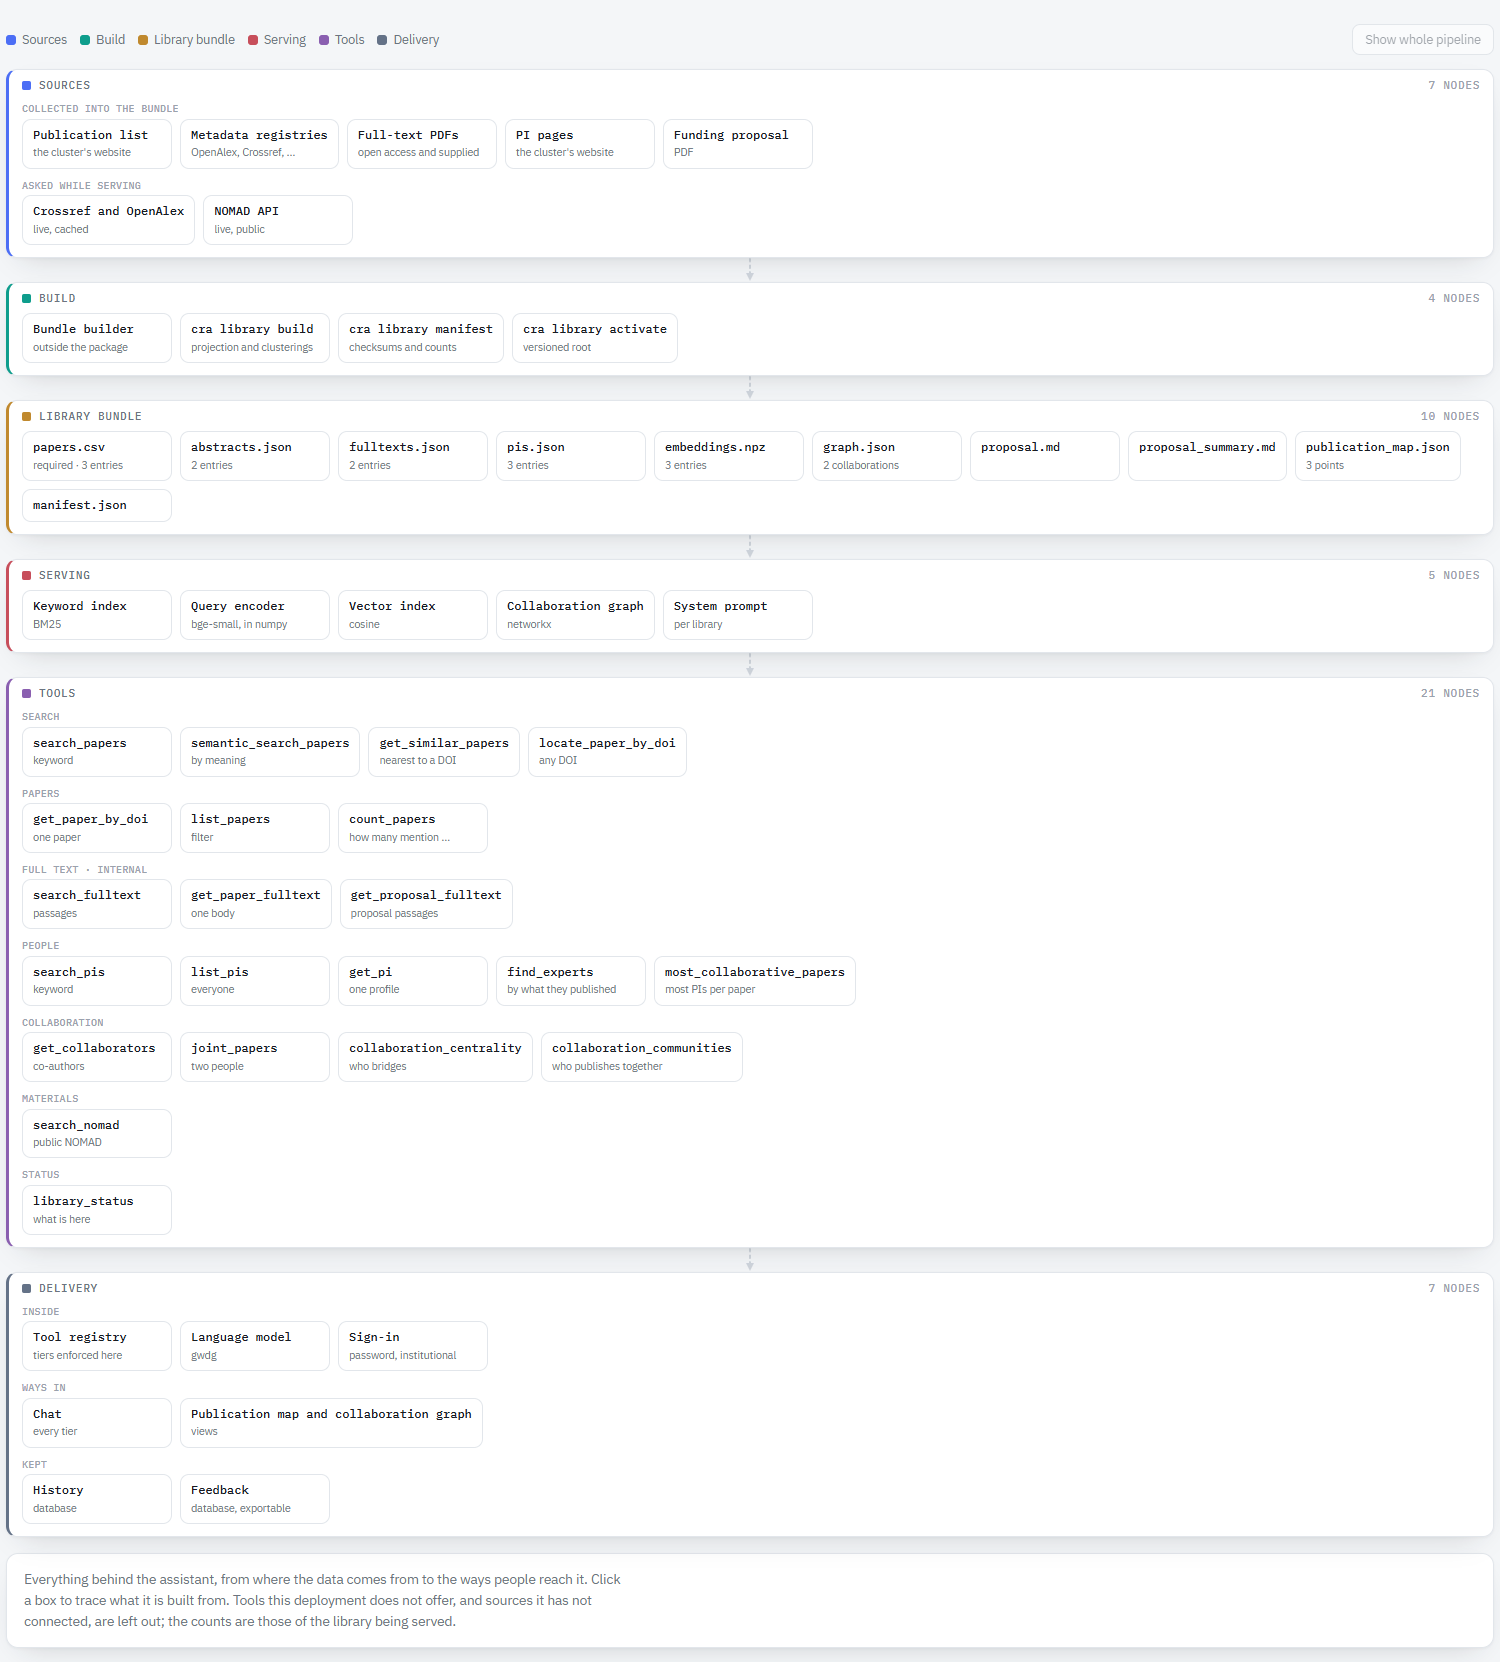 Sources Build Library bundle Serving Tools Delivery Show whole pipeline
SOURCES 7 NODES
COLLECTED INTO THE BUNDLE
Publication list Metadata registries Full-text PDFs PI pages Funding proposal
the cluster's website OpenAlex, Crossref, ... open access and supplied the cluster's website PDF
ASKED WHILE SERVING
Crossref and OpenAlex NOMAD API
live, cached live, public
BUILD 4 NODES
Bundle builder cra library build cra library manifest cra library activate
outside the package projection and clusterings checksums and counts versioned root
LIBRARY BUNDLE 10 NODES
papers.csv abstracts.json fulltexts.json pis.json embeddings.npz graph.json proposal.md proposal_summary.md publication_map.json
required · 3 entries 2 entries 2 entries 3 entries 3 entries 2 collaborations 3 points
manifest.json
SERVING 5 NODES
Keyword index Query encoder Vector index Collaboration graph System prompt
BM25 bge-small, in numpy cosine networkx per library
TOOLS 21 NODES
SEARCH
search_papers semantic_search_papers get_similar_papers locate_paper_by_doi
keyword by meaning nearest to a DOI any DOI
PAPERS
get_paper_by_doi list_papers count_papers
one paper filter how many mention ...
FULL TEXT · INTERNAL
search_fulltext get_paper_fulltext get_proposal_fulltext
passages one body proposal passages
PEOPLE
search_pis list_pis get_pi find_experts most_collaborative_papers
keyword everyone one profile by what they published most PIs per paper
COLLABORATION
get_collaborators joint_papers collaboration_centrality collaboration_communities
co-authors two people who bridges who publishes together
MATERIALS
search_nomad
public NOMAD
STATUS
library_status
what is here
DELIVERY 7 NODES
INSIDE
Tool registry Language model Sign-in
tiers enforced here gwdg password, institutional
WAYS IN
Chat Publication map and collaboration graph
every tier views
KEPT
History Feedback
database database, exportable
Everything behind the assistant, from where the data comes from to the ways people reach it. Click
a box to trace what it is built from. Tools this deployment does not offer, and sources it has not
connected, are left out; the counts are those of the library being served.